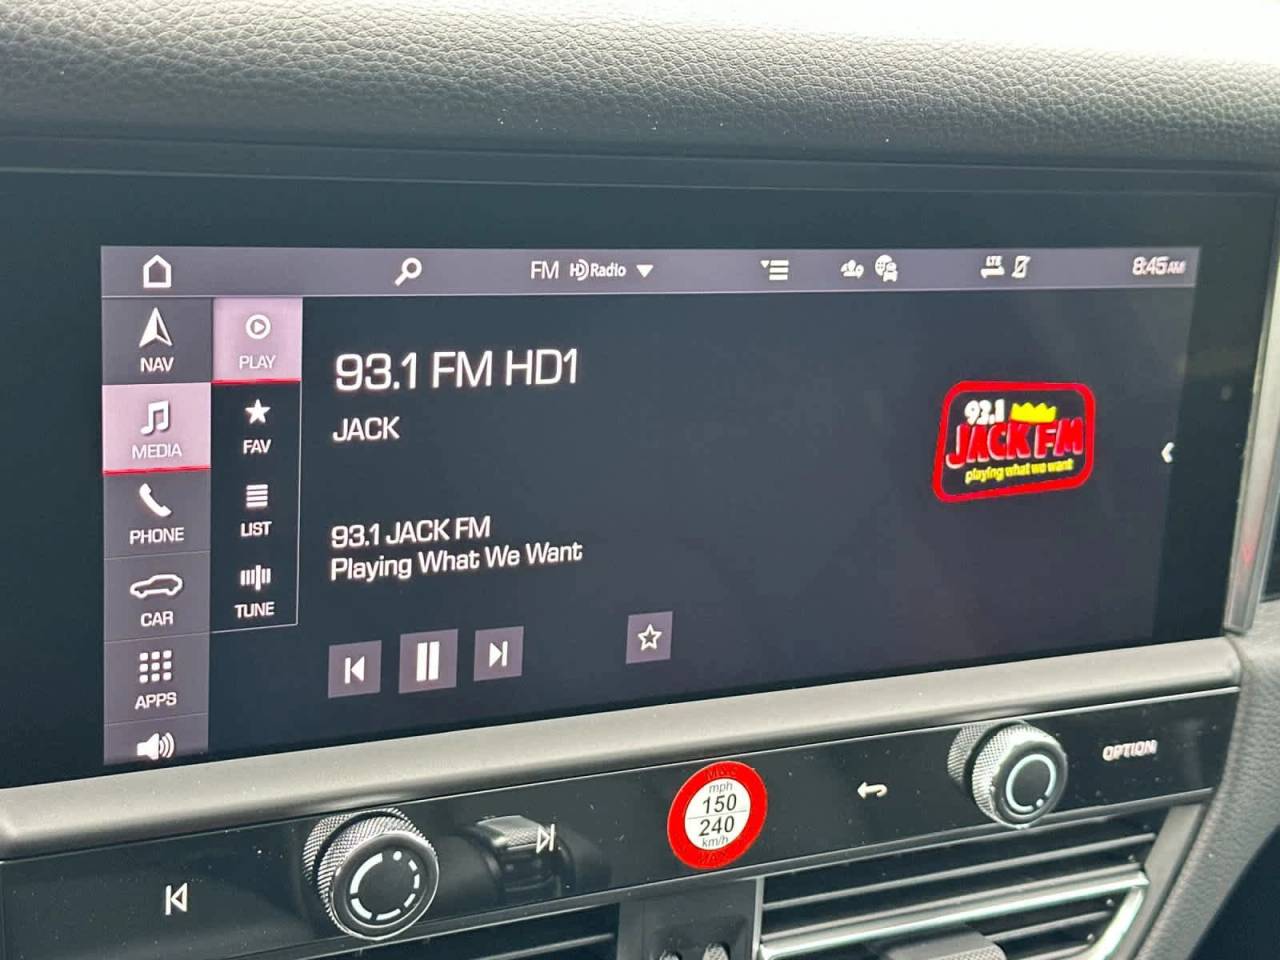 FM HD Radio
LTE
8:45 AM
NAV
MEDIA
PHONE
CAR
APPS
PLAY
FAV
LIST
TUNE
93.1 FM HD1
JACK
93.1 JACK FM
Playing What We Want
93.1
JACK FM
playing what we want
OPTION
mph
150
240
km/h